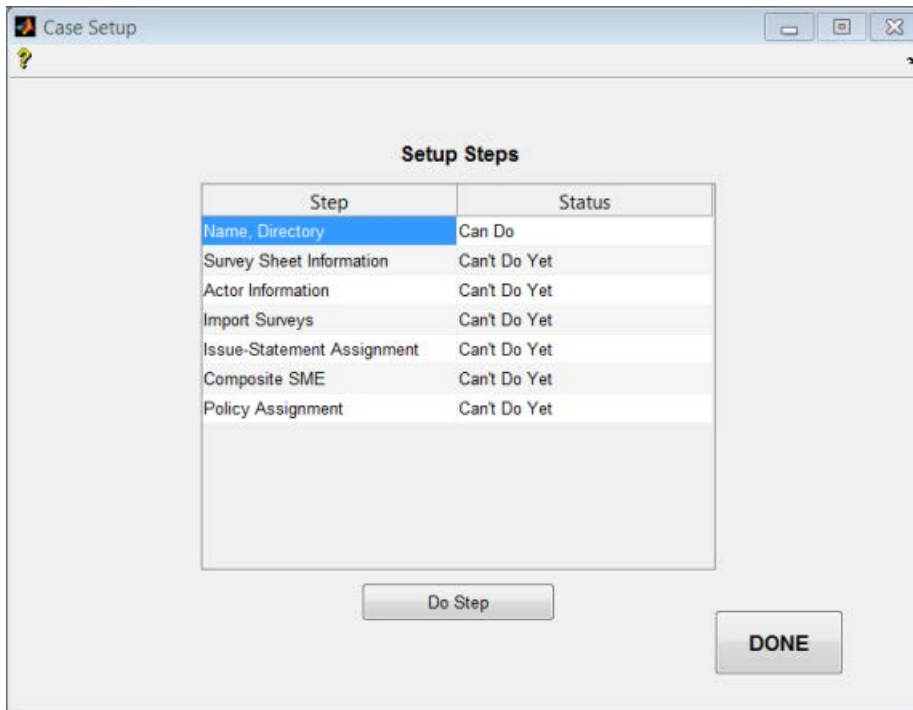 Case Setup
?
Setup Steps
Step Status
Name, Directory Can Do
Survey Sheet Information Can't Do Yet
Actor Information Can't Do Yet
Import Surveys Can't Do Yet
Issue-Statement Assignment Can't Do Yet
Composite SME Can't Do Yet
Policy Assignment Can't Do Yet
Do Step
DONE